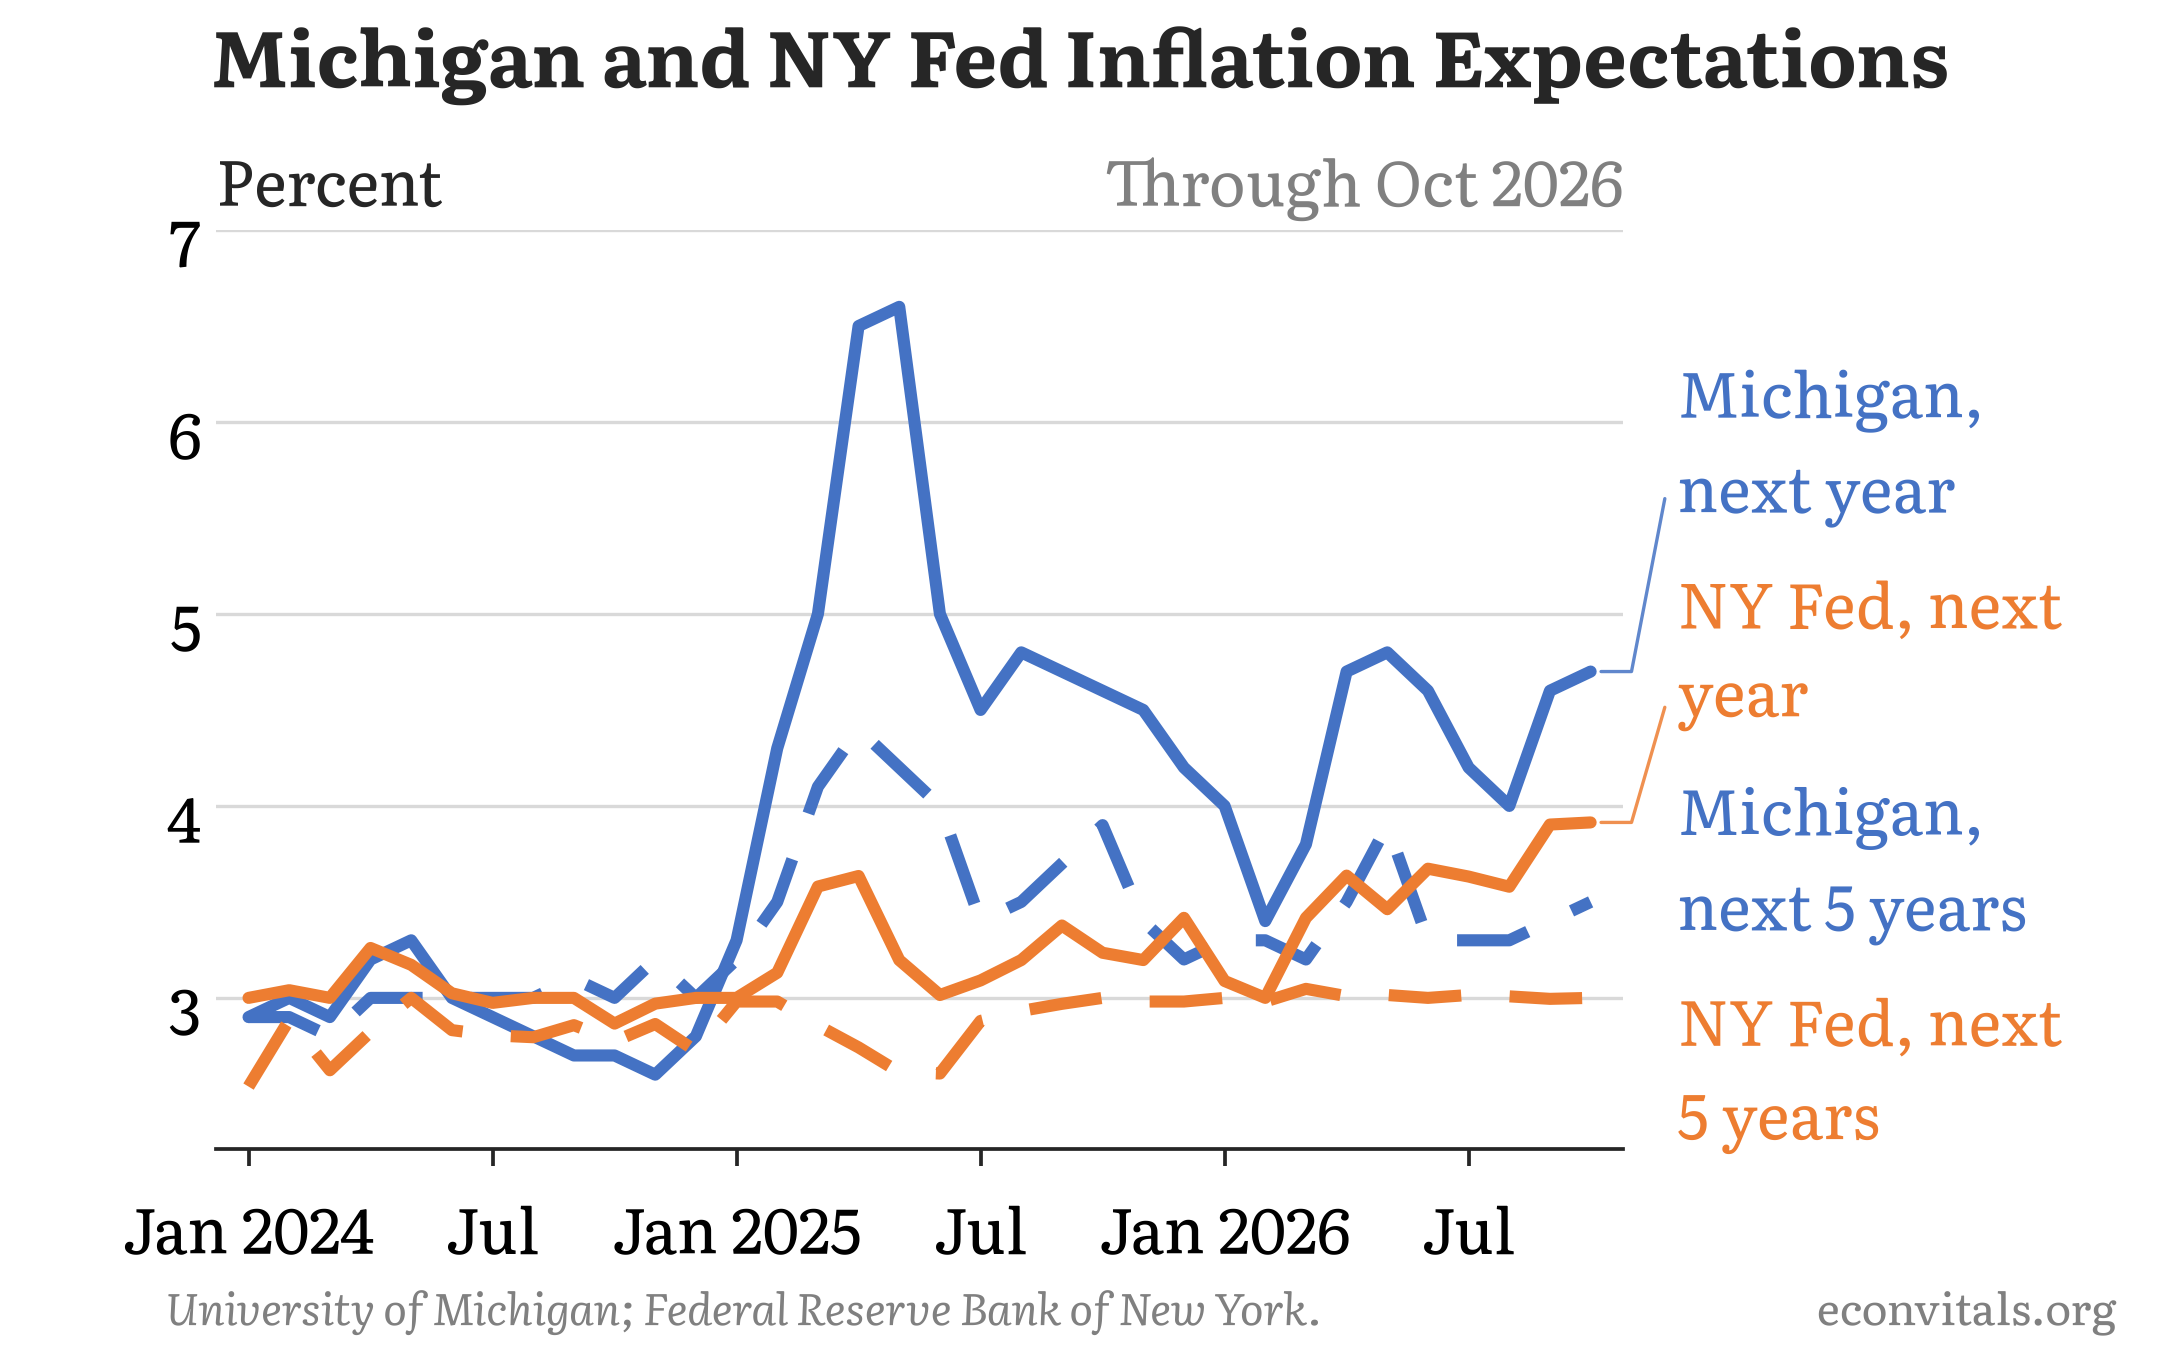 Michigan and NY Fed Inflation Expectations
Percent
Through Oct 2026
7
6
5
4
3
Michigan,
next year
NY Fed, next
year
Michigan,
next 5 years
NY Fed, next
5 years
Jan 2024
Jul
Jan 2025
Jul
Jan 2026
Jul
University of Michigan; Federal Reserve Bank of New York.
econvitals.org